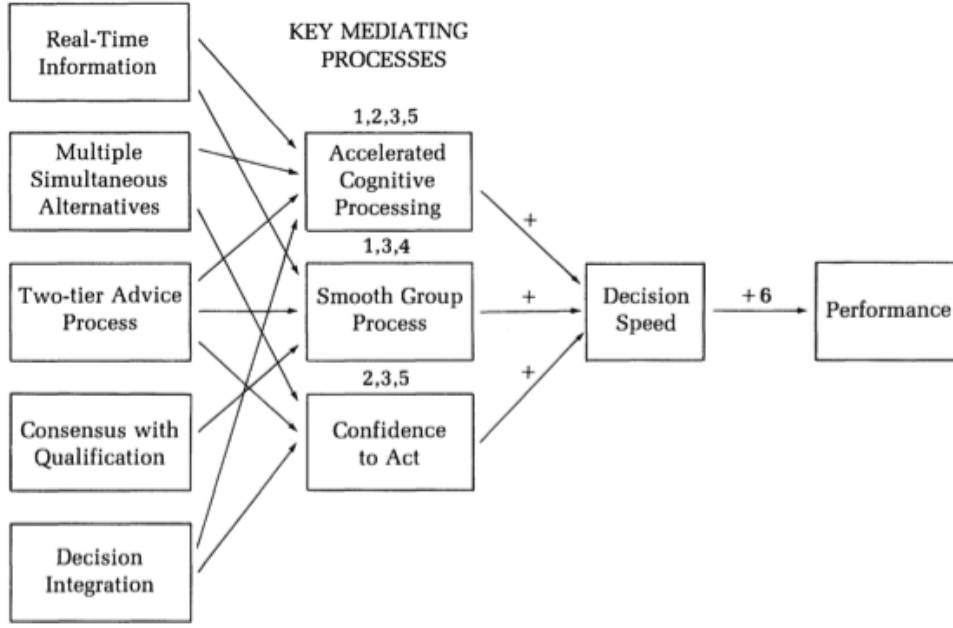 Real-Time
Information
Multiple
Simultaneous
Alternatives
Two-tier Advice
Process
Consensus with
Qualification
Decision
Integration
KEY MEDIATING
PROCESSES
1,2,3,5
Accelerated
Cognitive
Processing
1,3,4
Smooth Group
Process
2,3,5
Confidence
to Act
+
+
+
Decision
Speed
+6
Performance